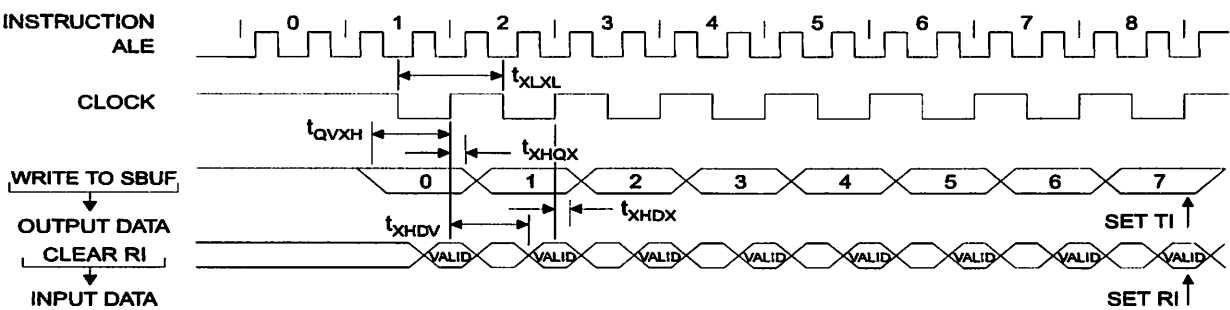 INSTRUCTION 0 1 2 3 4 5 6 7 8
ALE
tXLXL
CLOCK
tQVXH
tXHQX
WRITE TO SBUF 0 1 2 3 4 5 6 7
tXHDX
SET TI
OUTPUT DATA
tXHDV
CLEAR RI VALID VALID VALID VALID VALID VALID VALID VALID
INPUT DATA
SET RI